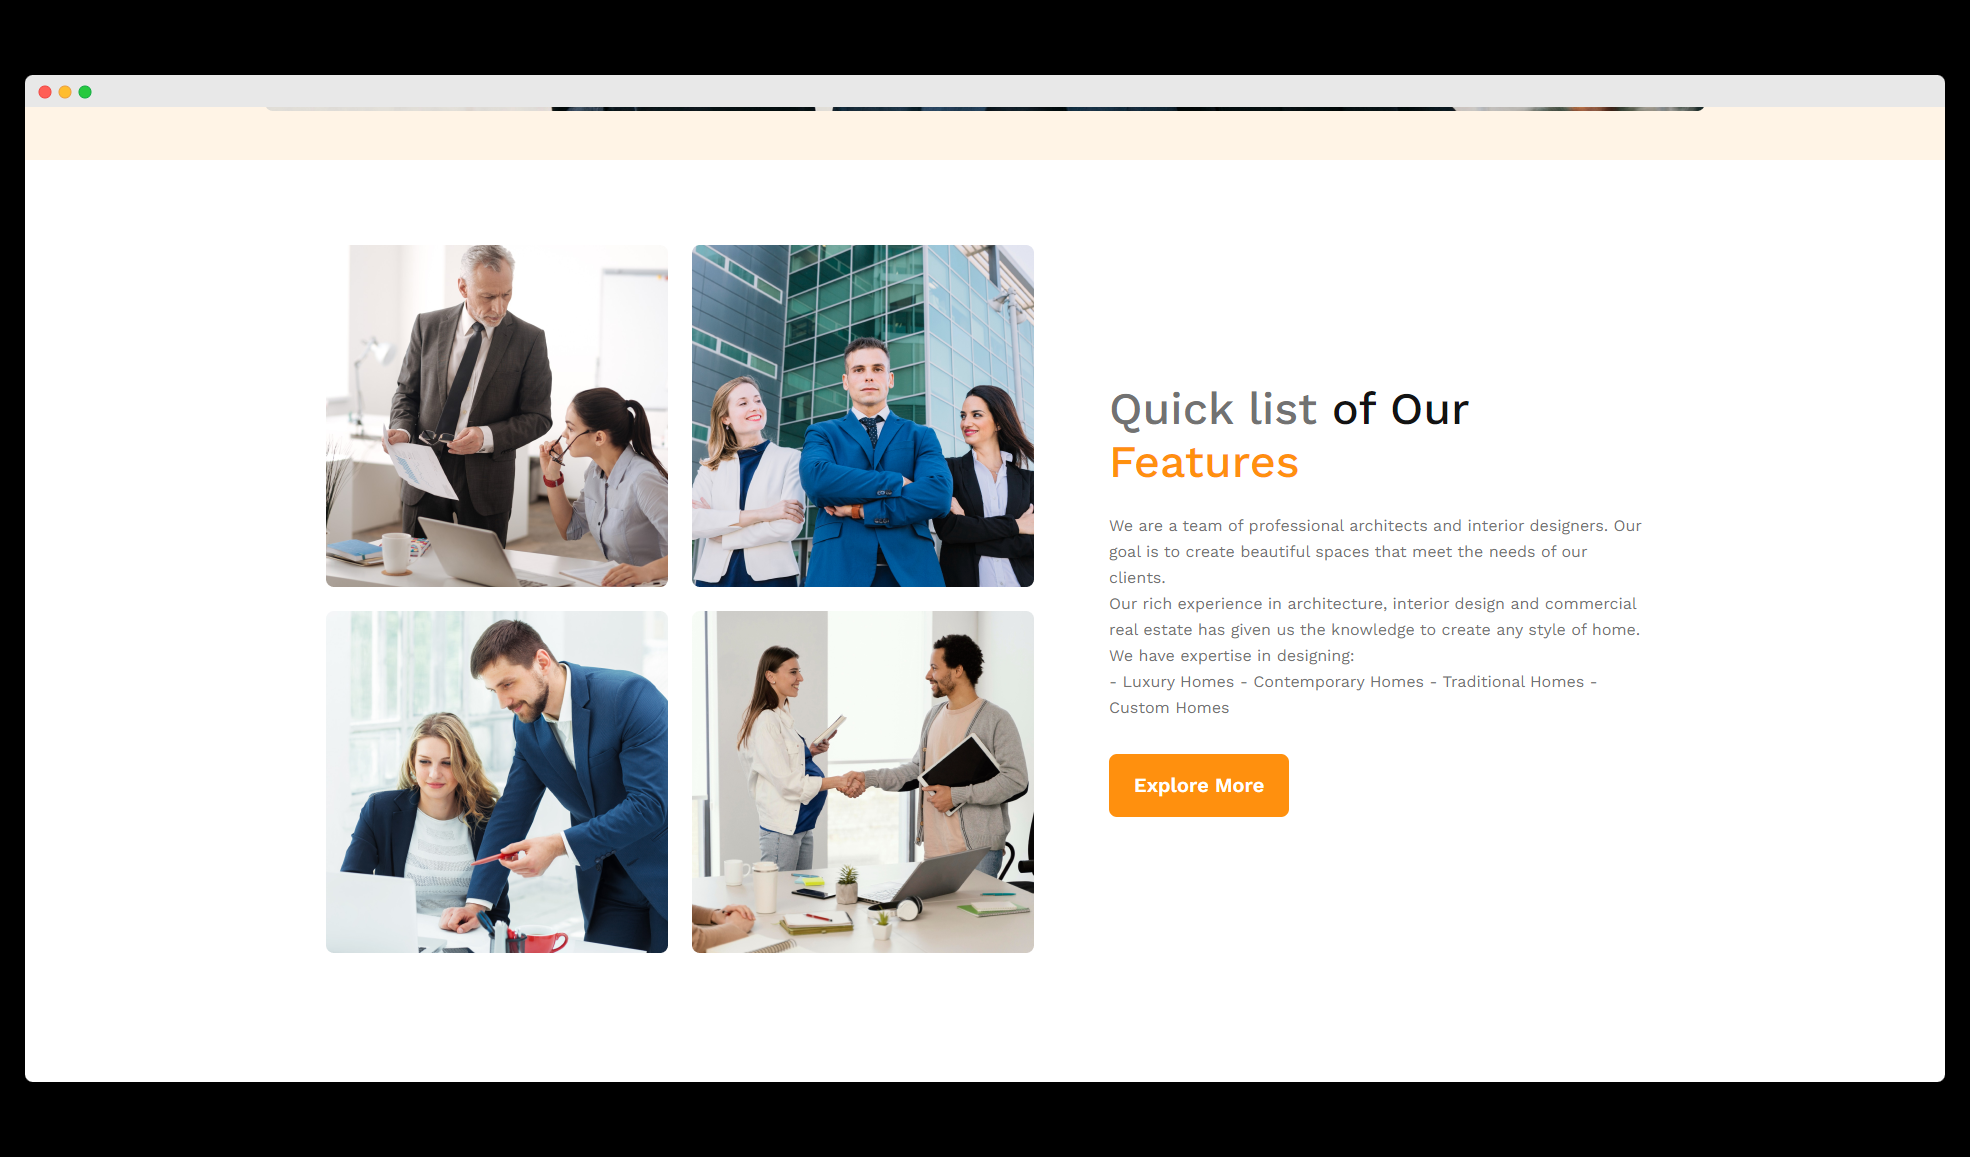 Quick list of Our
Features
We are a team of professional architects and interior designers. Our
goal is to create beautiful spaces that meet the needs of our
clients.
Our rich experience in architecture, interior design and commercial
real estate has given us the knowledge to create any style of home.
We have expertise in designing:
- Luxury Homes - Contemporary Homes - Traditional Homes -
Custom Homes
Explore More